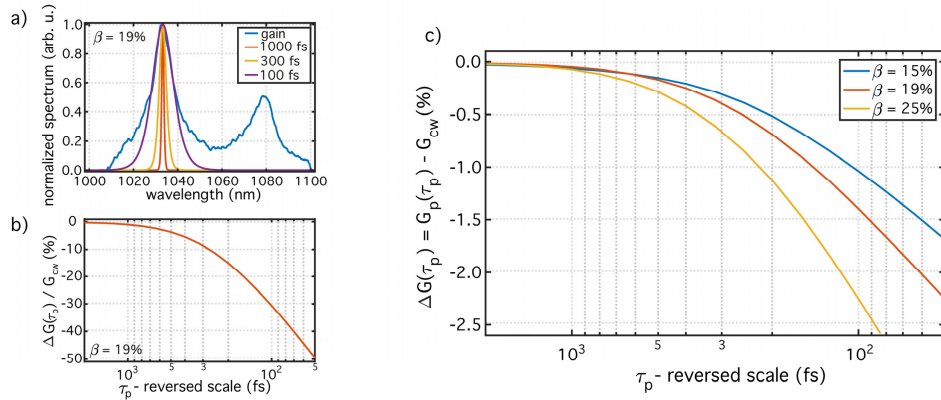 a)
normalized spectrum (arb. u.)
1.0
0.8
0.6
0.4
0.2
0.0
β = 19%
gain
1000 fs
300 fs
100 fs
1000 1020 1040 1060 1080 1100
wavelength (nm)
b)
ΔG(τp) / Gcw (%)
0
-10
-20
-30
-40
-50
β = 19%
10³ 5 3 10² 5
τp - reversed scale (fs)
c)
ΔG(τp) = Gp(τp) - Gcw (%)
0.0
-0.5
-1.0
-1.5
-2.0
-2.5
β = 15%
β = 19%
β = 25%
10³ 5 3 10²
τp - reversed scale (fs)